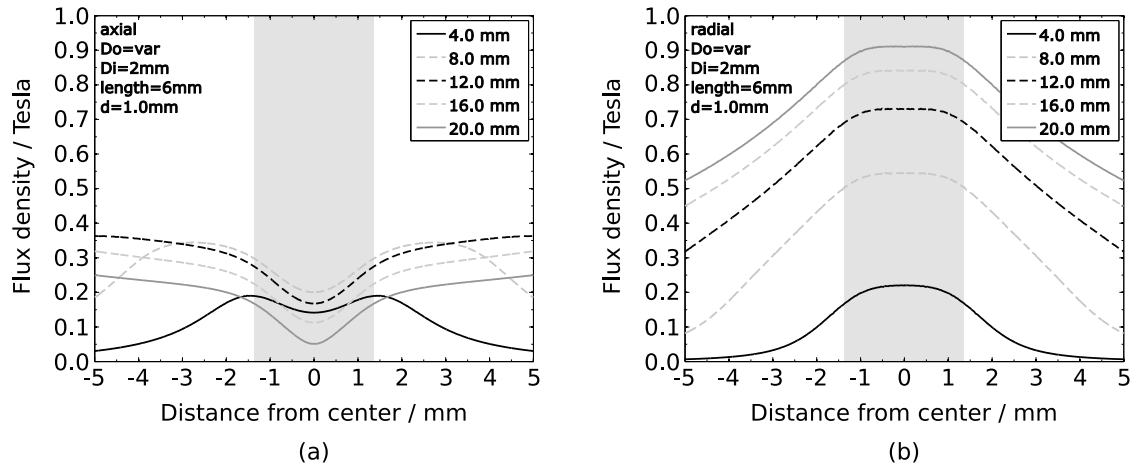 axial
Do=var
Di=2mm
length=6mm
d=1.0mm
4.0 mm
8.0 mm
12.0 mm
16.0 mm
20.0 mm
1.0
0.9
0.8
0.7
0.6
0.5
0.4
0.3
0.2
0.1
0.0
Flux density / Tesla
-5 -4 -3 -2 -1 0 1 2 3 4 5
Distance from center / mm
(a)
radial
Do=var
Di=2mm
length=6mm
d=1.0mm
4.0 mm
8.0 mm
12.0 mm
16.0 mm
20.0 mm
1.0
0.9
0.8
0.7
0.6
0.5
0.4
0.3
0.2
0.1
0.0
Flux density / Tesla
-5 -4 -3 -2 -1 0 1 2 3 4 5
Distance from center / mm
(b)